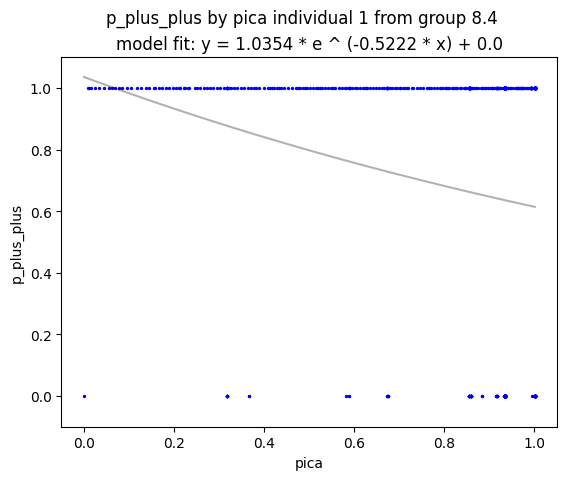 p_plus_plus by pica individual 1 from group 8.4
model fit: y = 1.0354 * e ^ (-0.5222 * x) + 0.0
1.0
0.8
0.6
0.4
0.2
0.0
p_plus_plus
0.0 0.2 0.4 0.6 0.8 1.0
pica